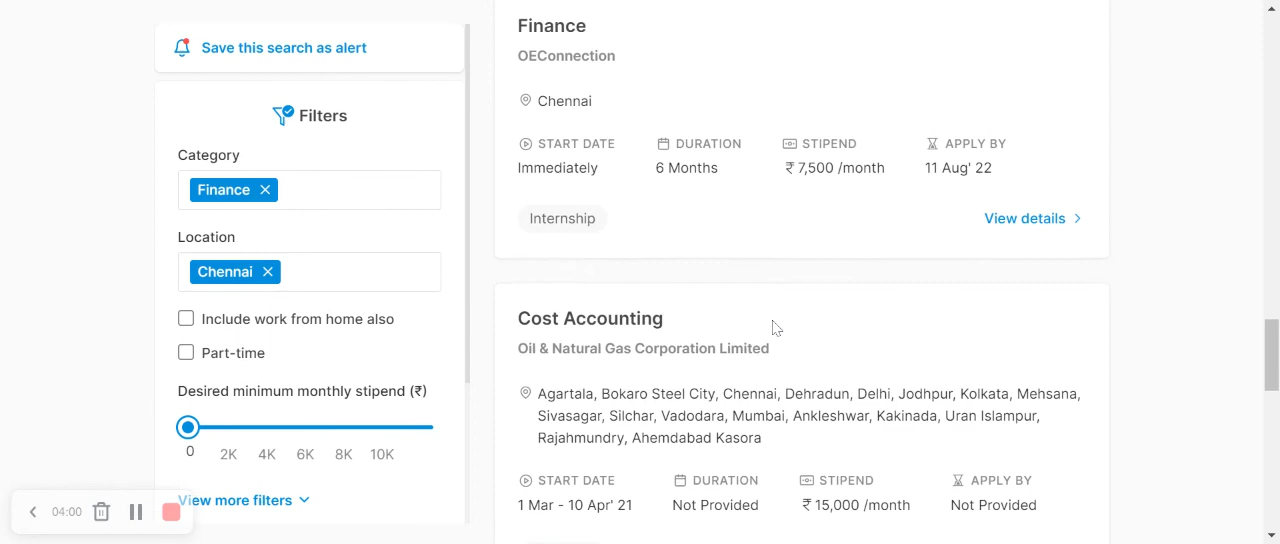 Save this search as alert
Filters
Category
Finance
Location
Chennai
Include work from home also
Part-time
Desired minimum monthly stipend (₹)
0 2K 4K 6K 8K 10K
View more filters
04:00
Finance
OEConnection
Chennai
START DATE DURATION STIPEND APPLY BY
Immediately 6 Months ₹ 7,500 /month 11 Aug' 22
Internship View details
Cost Accounting
Oil & Natural Gas Corporation Limited
Agartala, Bokaro Steel City, Chennai, Dehradun, Delhi, Jodhpur, Kolkata, Mehsana,
Sivasagar, Silchar, Vadodara, Mumbai, Ankleshwar, Kakinada, Uran Islampur,
Rajahmundry, Ahemdabad Kasora
START DATE DURATION STIPEND APPLY BY
1 Mar - 10 Apr' 21 Not Provided ₹ 15,000 /month Not Provided